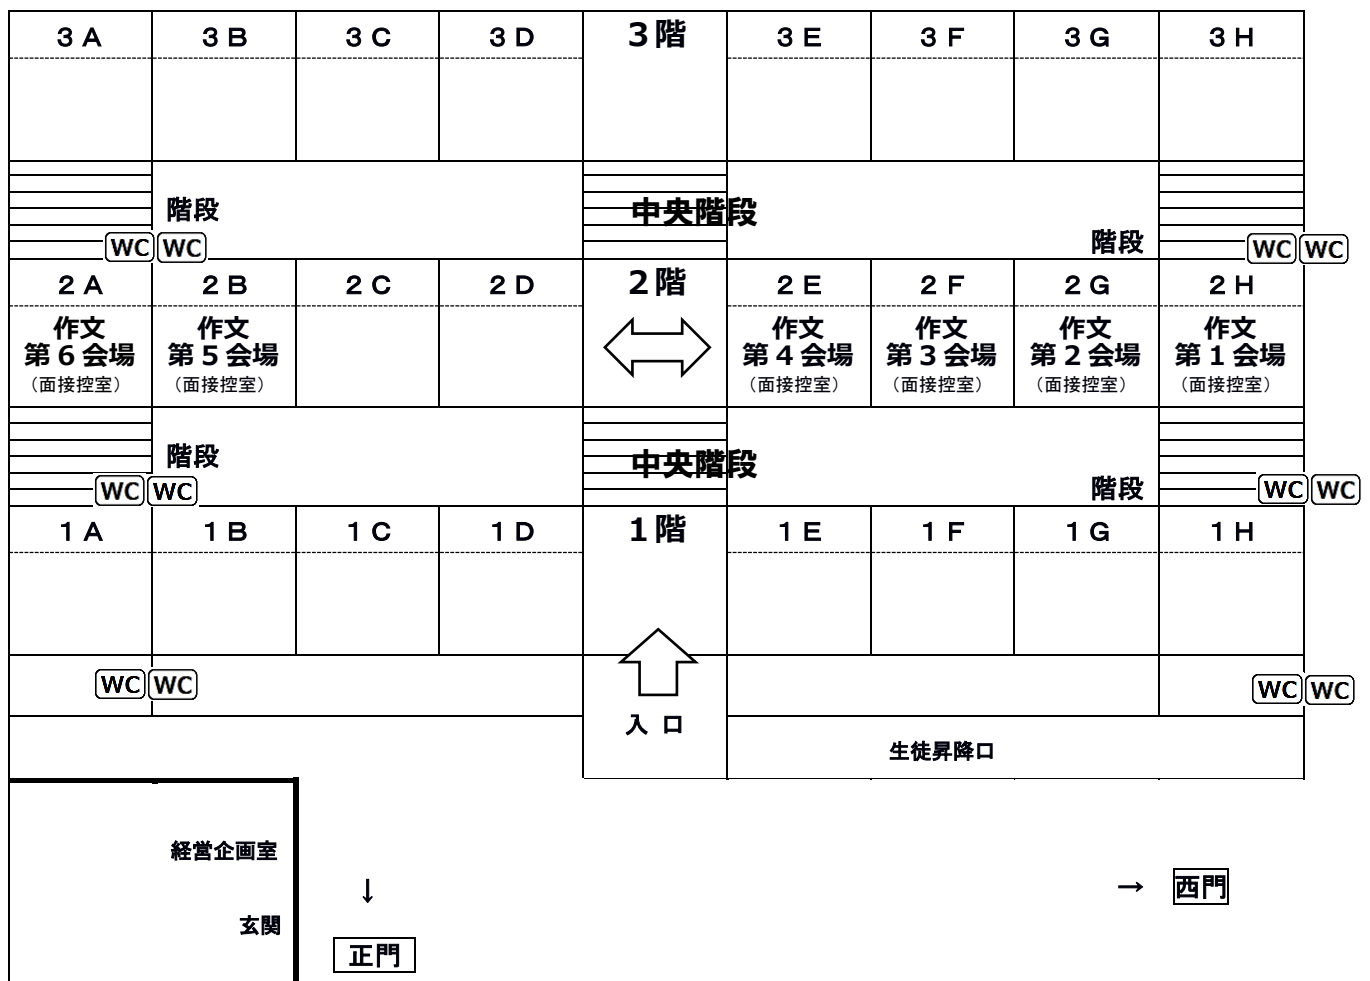 ３Ａ ３Ｂ ３Ｃ ３Ｄ ３階 ３Ｅ ３Ｆ ３Ｇ ３Ｈ
階段 中央階段 階段
WC WC WC WC
２Ａ ２Ｂ ２Ｃ ２Ｄ ２階 ２Ｅ ２Ｆ ２Ｇ ２Ｈ
作文 作文 作文 作文 作文 作文
第６会場 第５会場 第４会場 第３会場 第２会場 第１会場
（面接控室） （面接控室） （面接控室） （面接控室） （面接控室） （面接控室）
階段 中央階段 階段
WC WC WC WC
１Ａ １Ｂ １Ｃ １Ｄ １階 １Ｅ １Ｆ １Ｇ １Ｈ
WC WC WC WC
入 口
生徒昇降口
経営企画室
↓ → 西門
玄関
正門